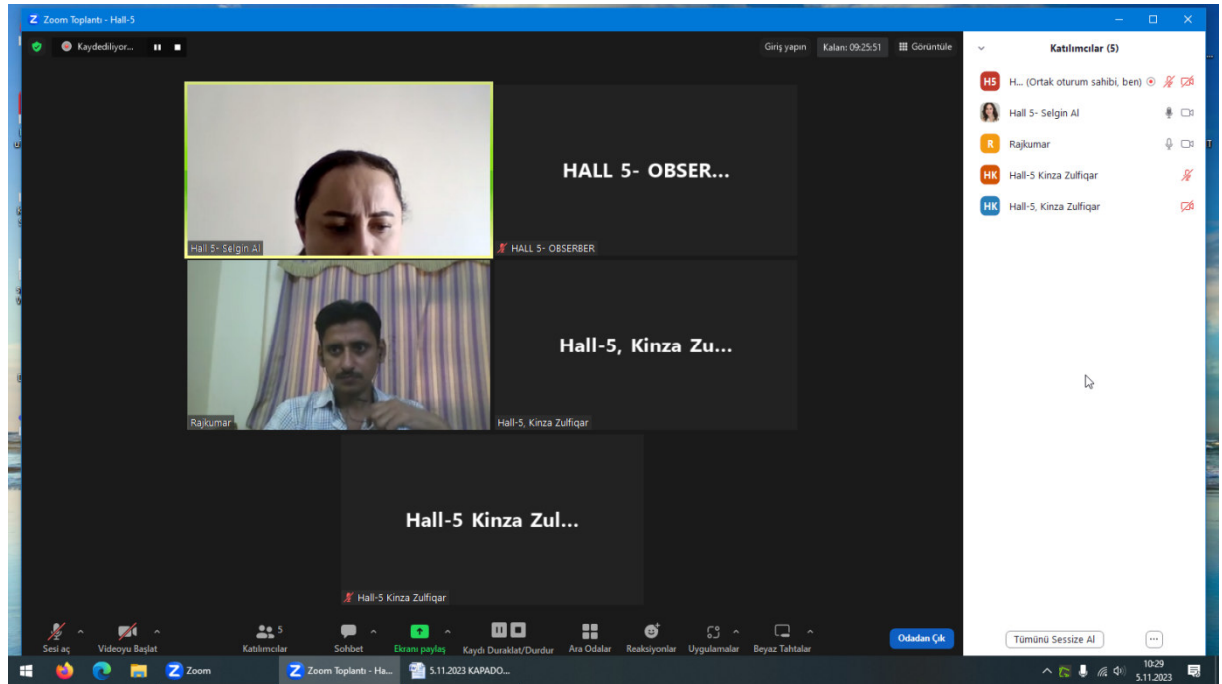 Zoom Toplantı - Hall-5
Kaydediliyor...
Giriş yapın
Kalan: 09:25:51
Görüntüle
Katılımcılar (5)
H5 H... (Ortak oturum sahibi, ben)
Hall 5- Selgin Al
R Rajkumar
HK Hall-5 Kinza Zulfiqar
HK Hall-5, Kinza Zulfiqar
HALL 5- OBSER...
Hall 5- Selgin Al
HALL 5- OBSERBER
Hall-5, Kinza Zu...
Rajkumar
Hall-5, Kinza Zulfiqar
Hall-5 Kinza Zul...
Hall-5 Kinza Zulfiqar
Sesi aç
Videoyu Başlat
5
Katılımcılar
Sohbet
Ekranı paylaş
Kaydı Duraklat/Durdur
Ara Odalar
Reaksiyonlar
Uygulamalar
Beyaz Tahtalar
Odadan Çık
Tümünü Sessize Al
Zoom
Zoom Toplantı - Ha...
5.11.2023 KAPADO...
10:29
5.11.2023